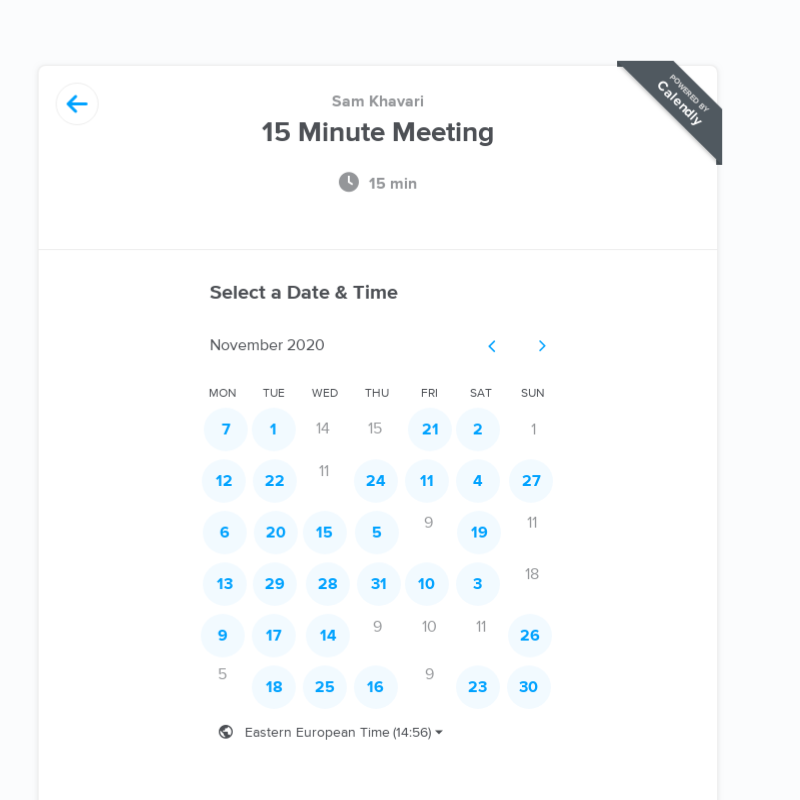 POWERED BY
Calendly
Sam Khavari
15 Minute Meeting
15 min
Select a Date & Time
November 2020
MON TUE WED THU FRI SAT SUN
7 1 14 15 21 2 1
12 22 11 24 11 4 27
6 20 15 5 9 19 11
13 29 28 31 10 3 18
9 17 14 9 10 11 26
5 18 25 16 9 23 30
Eastern European Time (14:56)